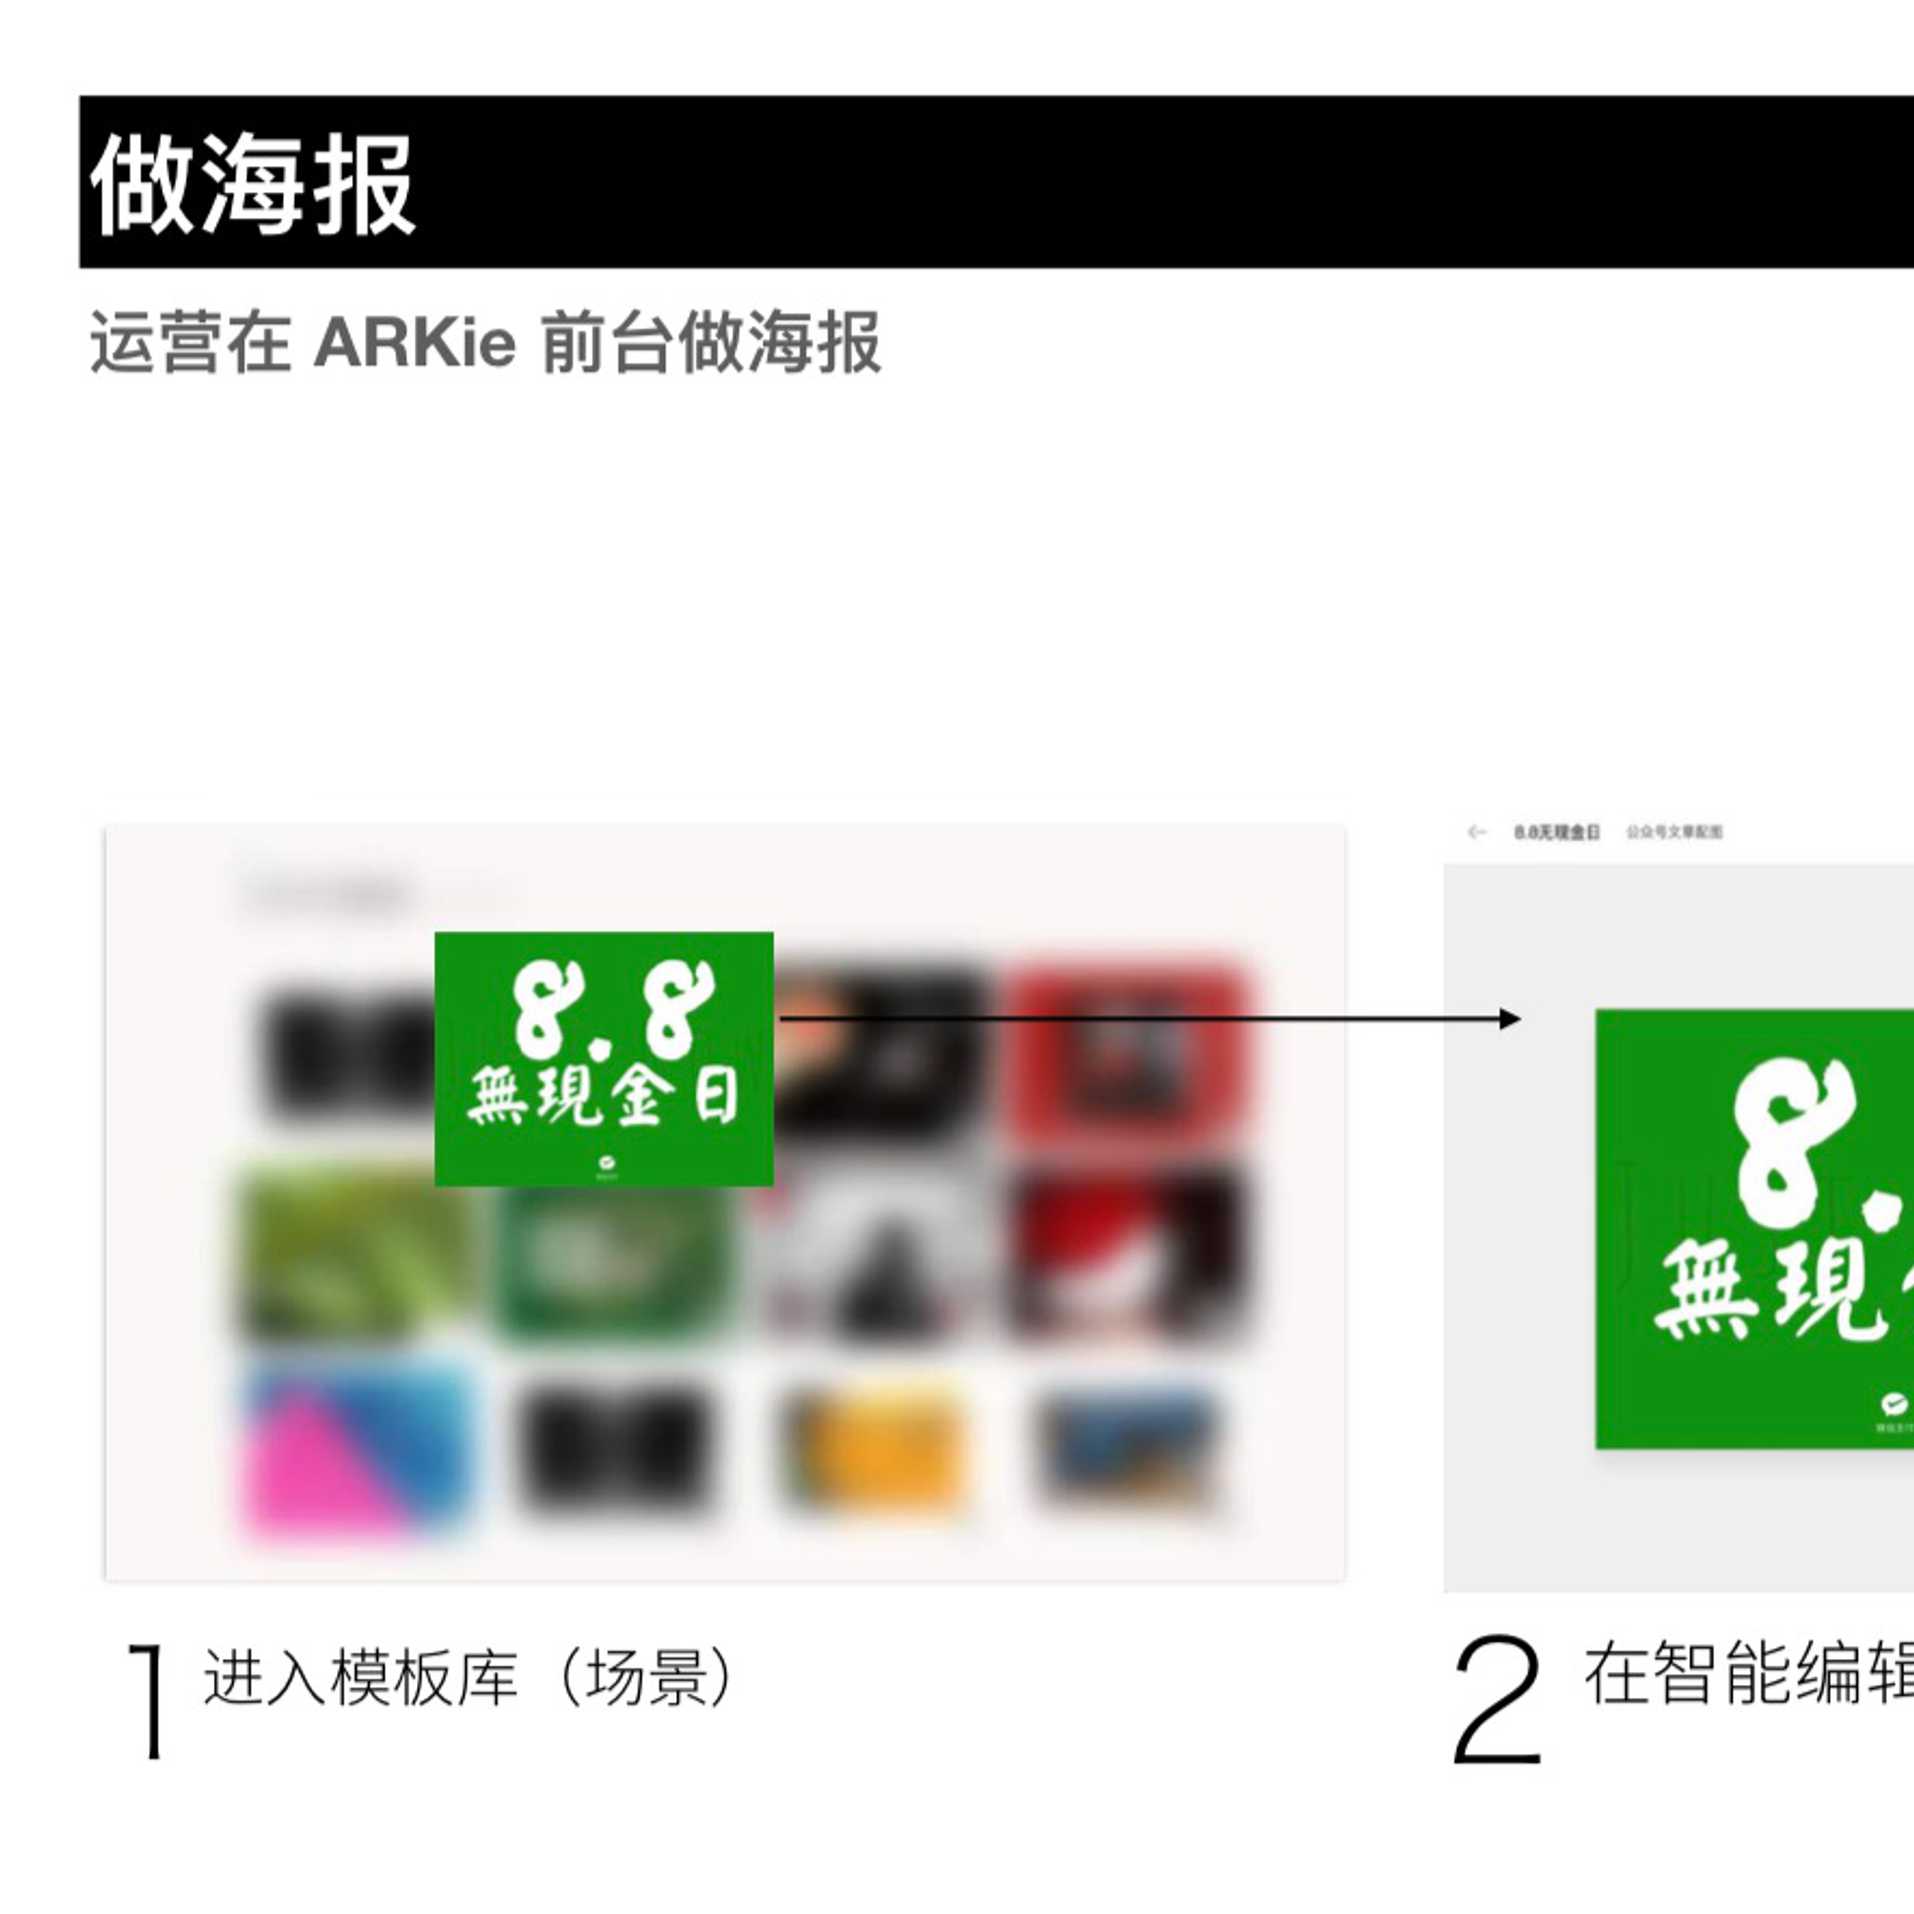 做海报
运营在 ARKie 前台做海报
8.8
無現金日
8.8无现金日 公众号文章配图
8.
無現
1 进入模板库（场景）
2 在智能编辑